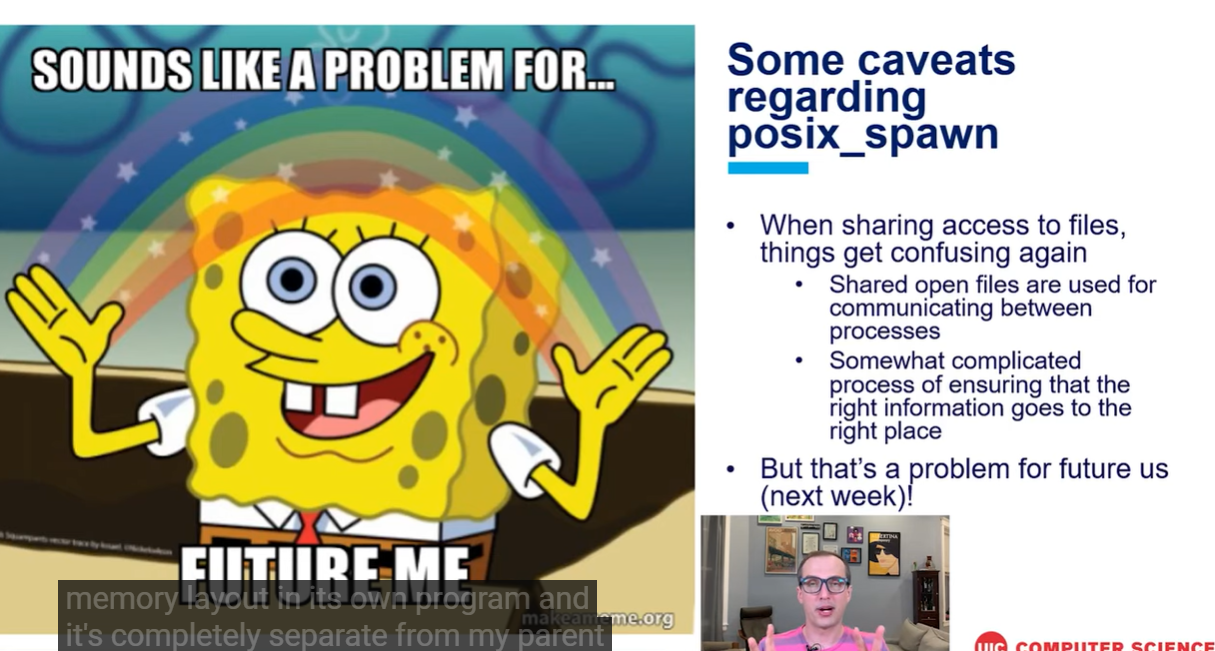 SOUNDS LIKE A PROBLEM FOR...
FUTURE ME
makeameme.org
memory layout in its own program and
it's completely separate from my parent
Some caveats
regarding
posix_spawn
• When sharing access to files,
things get confusing again
• Shared open files are used for
communicating between
processes
• Somewhat complicated
process of ensuring that the
right information goes to the
right place
• But that's a problem for future us
(next week)!
UIC COMPUTER SCIENCE